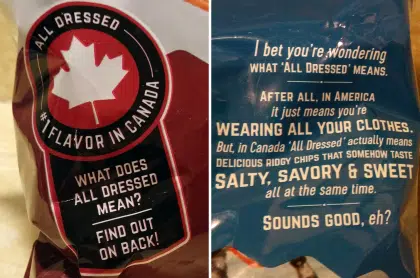 ALL DRESSED
#1 FLAVOR IN CANADA
WHAT DOES
ALL DRESSED
MEAN?
FIND OUT
ON BACK!
I bet you're wondering
WHAT 'ALL DRESSED' MEANS.
AFTER ALL, IN AMERICA
it just means you're
WEARING ALL YOUR CLOTHES.
But, in Canada 'All Dressed' actually means
DELICIOUS RIDGY CHIPS THAT SOMEHOW TASTE
SALTY, SAVORY & SWEET
all at the same time.
SOUNDS GOOD, eh?